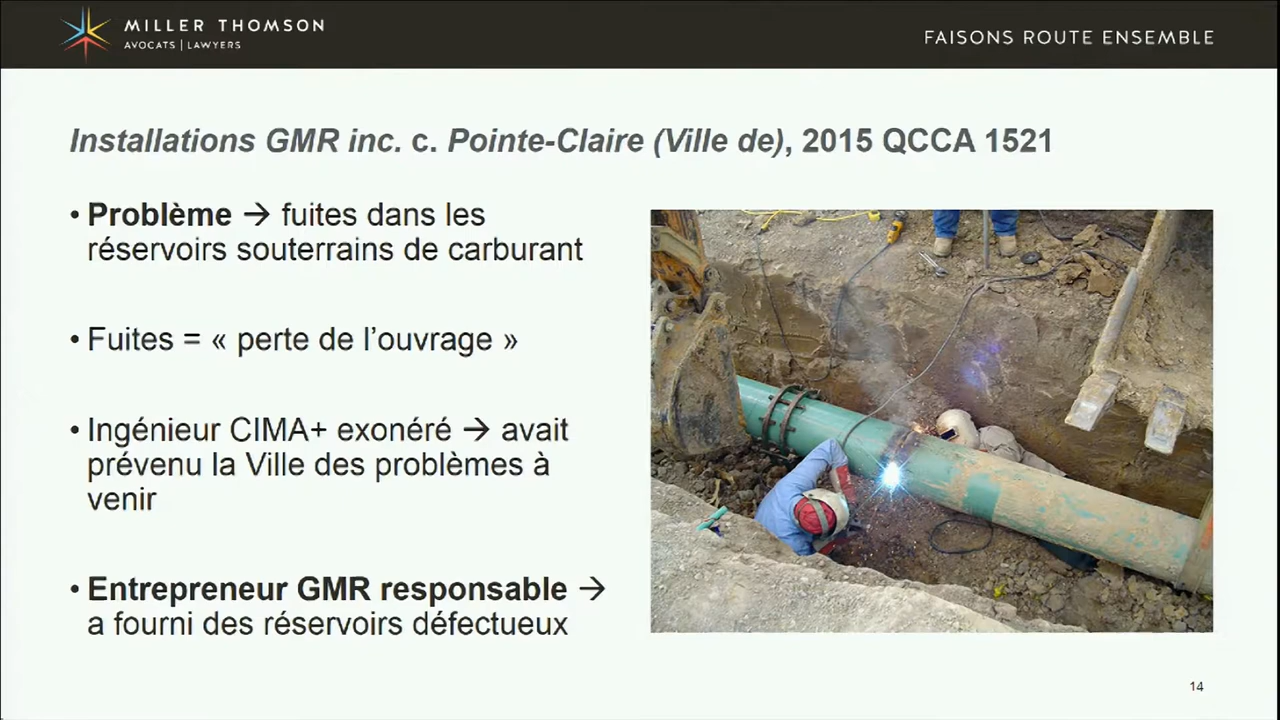 MILLER THOMSON
AVOCATS | LAWYERS
FAISONS ROUTE ENSEMBLE
Installations GMR inc. c. Pointe-Claire (Ville de), 2015 QCCA 1521
• Problème → fuites dans les
réservoirs souterrains de carburant
• Fuites = « perte de l’ouvrage »
• Ingénieur CIMA+ exonéré → avait
prévenu la Ville des problèmes à
venir
• Entrepreneur GMR responsable →
a fourni des réservoirs défectueux
14